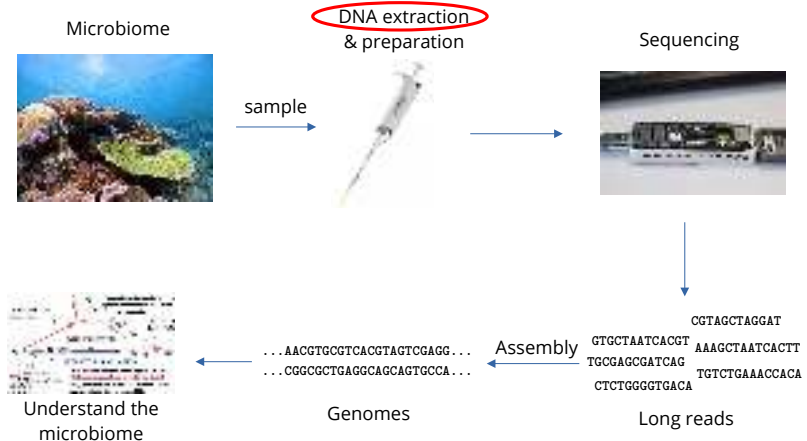 Microbiome
DNA extraction
& preparation
Sequencing
sample
CGTAGCTAGGAT
GTGCTAATCACGT
AAAGCTAATCACTT
TGCGAGCGATCAG
TGTCTGAAACCACA
CTCTGGGGTGACA
Long reads
Assembly
...AACGTGCGTCACGTAGTCGAGG...
...CGGCGCTGAGGCAGCAGTGCCA...
Genomes
Understand the
microbiome